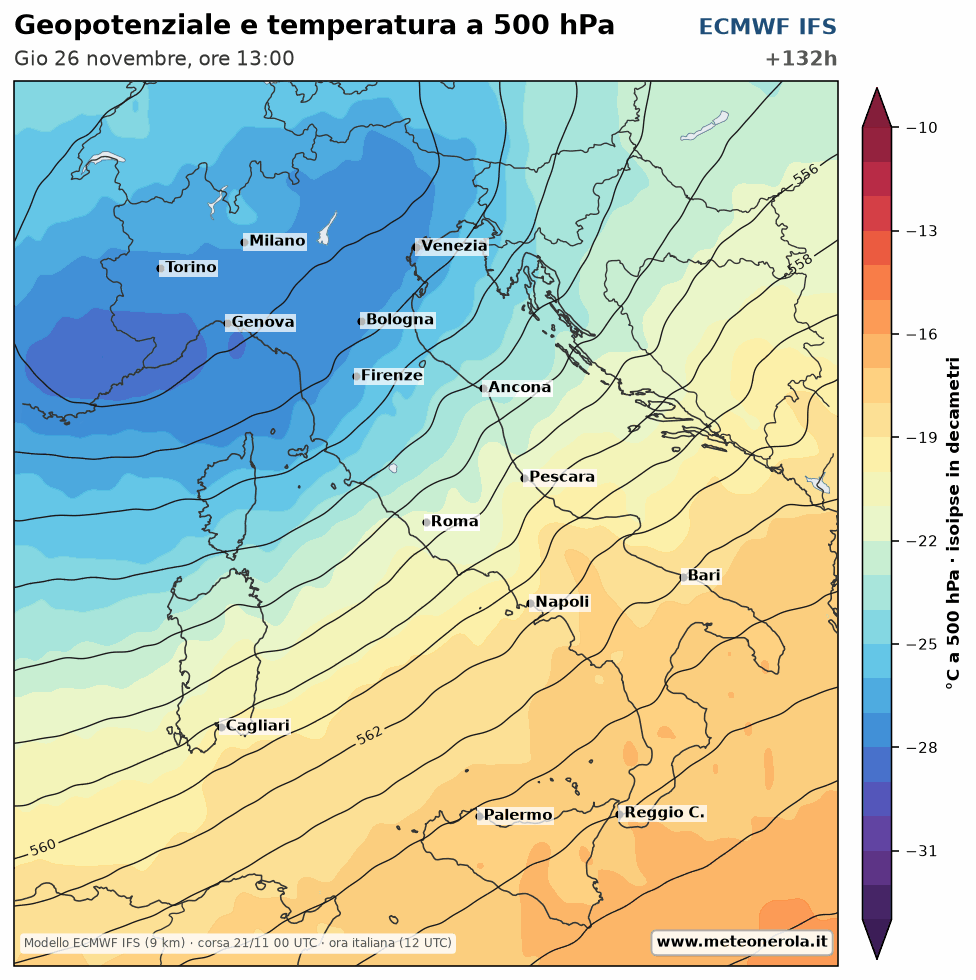 Geopotenziale e temperatura a 500 hPa
ECMWF IFS
Gio 26 novembre, ore 13:00
+132h
556
558
Milano
Venezia
Torino
Genova
Bologna
Firenze
Ancona
Pescara
Roma
Bari
Napoli
Cagliari
562
Palermo
Reggio C.
560
−10
−13
−16
−19
−22
−25
−28
−31
°C a 500 hPa · isoipse in decametri
Modello ECMWF IFS (9 km) · corsa 21/11 00 UTC · ora italiana (12 UTC)
www.meteonerola.it